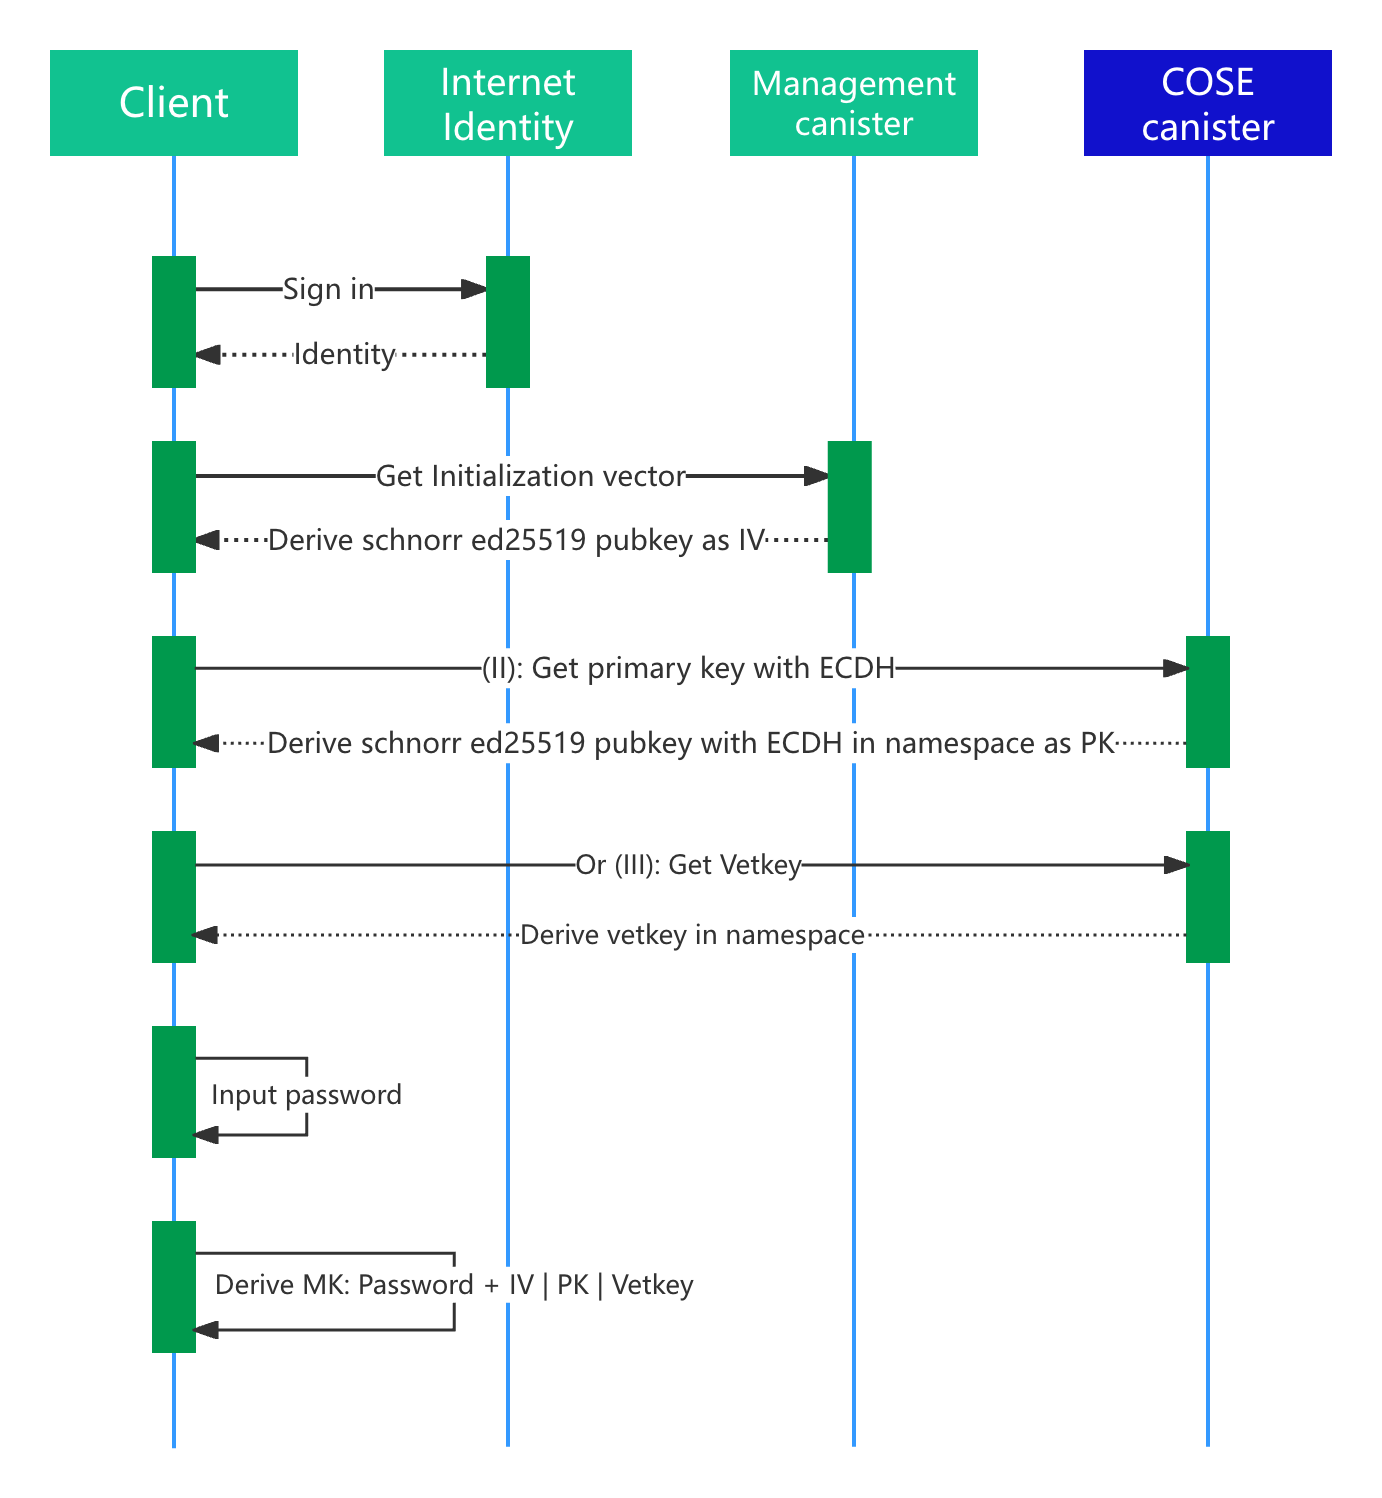 Client
Internet
Identity
Management
canister
COSE
canister
Sign in
Identity
Get Initialization vector
Derive schnorr ed25519 pubkey as IV
(II): Get primary key with ECDH
Derive schnorr ed25519 pubkey with ECDH in namespace as PK
Or (III): Get Vetkey
Derive vetkey in namespace
Input password
Derive MK: Password + IV | PK | Vetkey